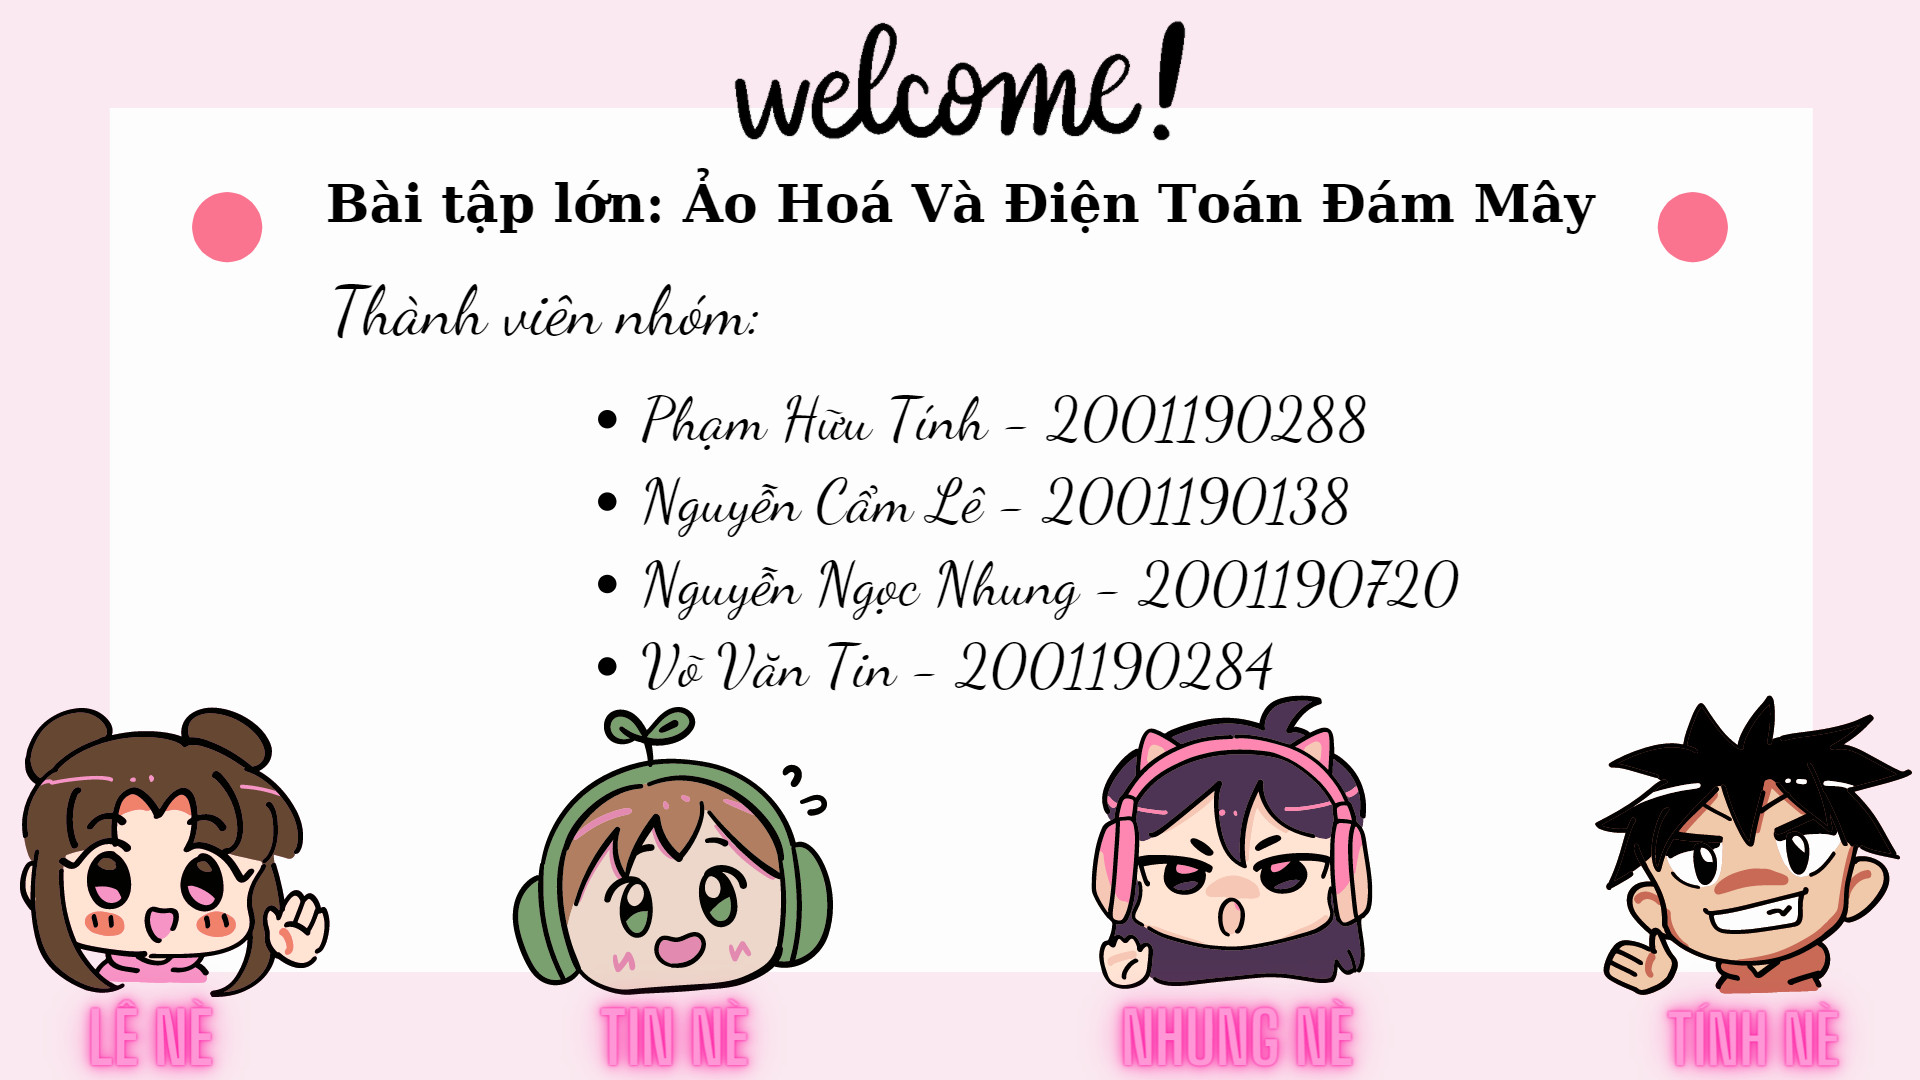 welcome!
Bài tập lớn: Ảo Hoá Và Điện Toán Đám Mây
Thành viên nhóm:
• Phạm Hữu Tính - 2001190288
• Nguyễn Cẩm Lê - 2001190138
• Nguyễn Ngọc Nhung - 2001190720
• Võ Văn Tin - 2001190284
LÊ NÈ
TIN NÈ
NHUNG NÈ
TÍNH NÈ